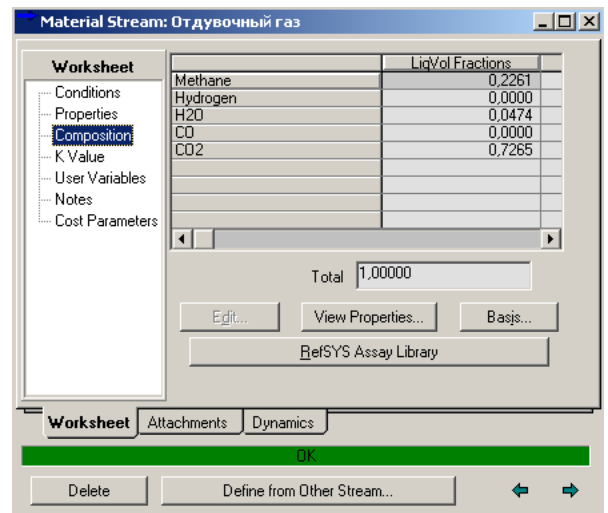 Material Stream: Отдувочный газ
Worksheet
Conditions
Properties
Composition
K Value
User Variables
Notes
Cost Parameters
LiqVol Fractions
Methane 0,2261
Hydrogen 0,0000
H2O 0,0474
CO 0,0000
CO2 0,7265
Total 1,00000
Edit... View Properties... Basis...
RefSYS Assay Library
Worksheet Attachments Dynamics
OK
Delete Define from Other Stream...